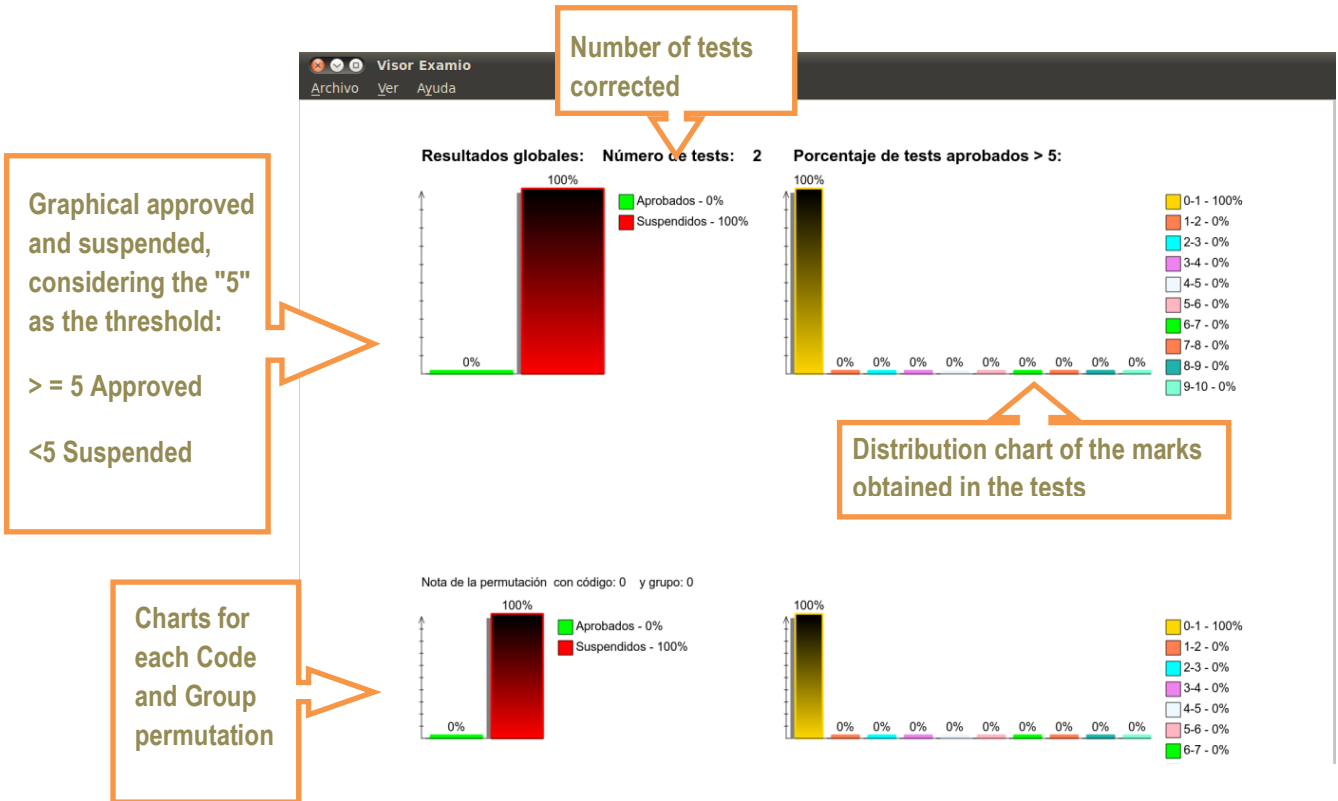 Number of tests
corrected
Visor Examio
Archivo Ver Ayuda
Resultados globales: Número de tests: 2 Porcentaje de tests aprobados > 5:
Graphical approved
and suspended,
considering the "5"
as the threshold:
> = 5 Approved
<5 Suspended
100%
0%
Aprobados - 0%
Suspendidos - 100%
100%
0% 0% 0% 0% 0% 0% 0% 0% 0%
0-1 - 100%
1-2 - 0%
2-3 - 0%
3-4 - 0%
4-5 - 0%
5-6 - 0%
6-7 - 0%
7-8 - 0%
8-9 - 0%
9-10 - 0%
Distribution chart of the marks
obtained in the tests
Charts for
each Code
and Group
permutation
Nota de la permutación con código: 0 y grupo: 0
100%
0%
Aprobados - 0%
Suspendidos - 100%
100%
0% 0% 0% 0% 0% 0% 0% 0% 0%
0-1 - 100%
1-2 - 0%
2-3 - 0%
3-4 - 0%
4-5 - 0%
5-6 - 0%
6-7 - 0%